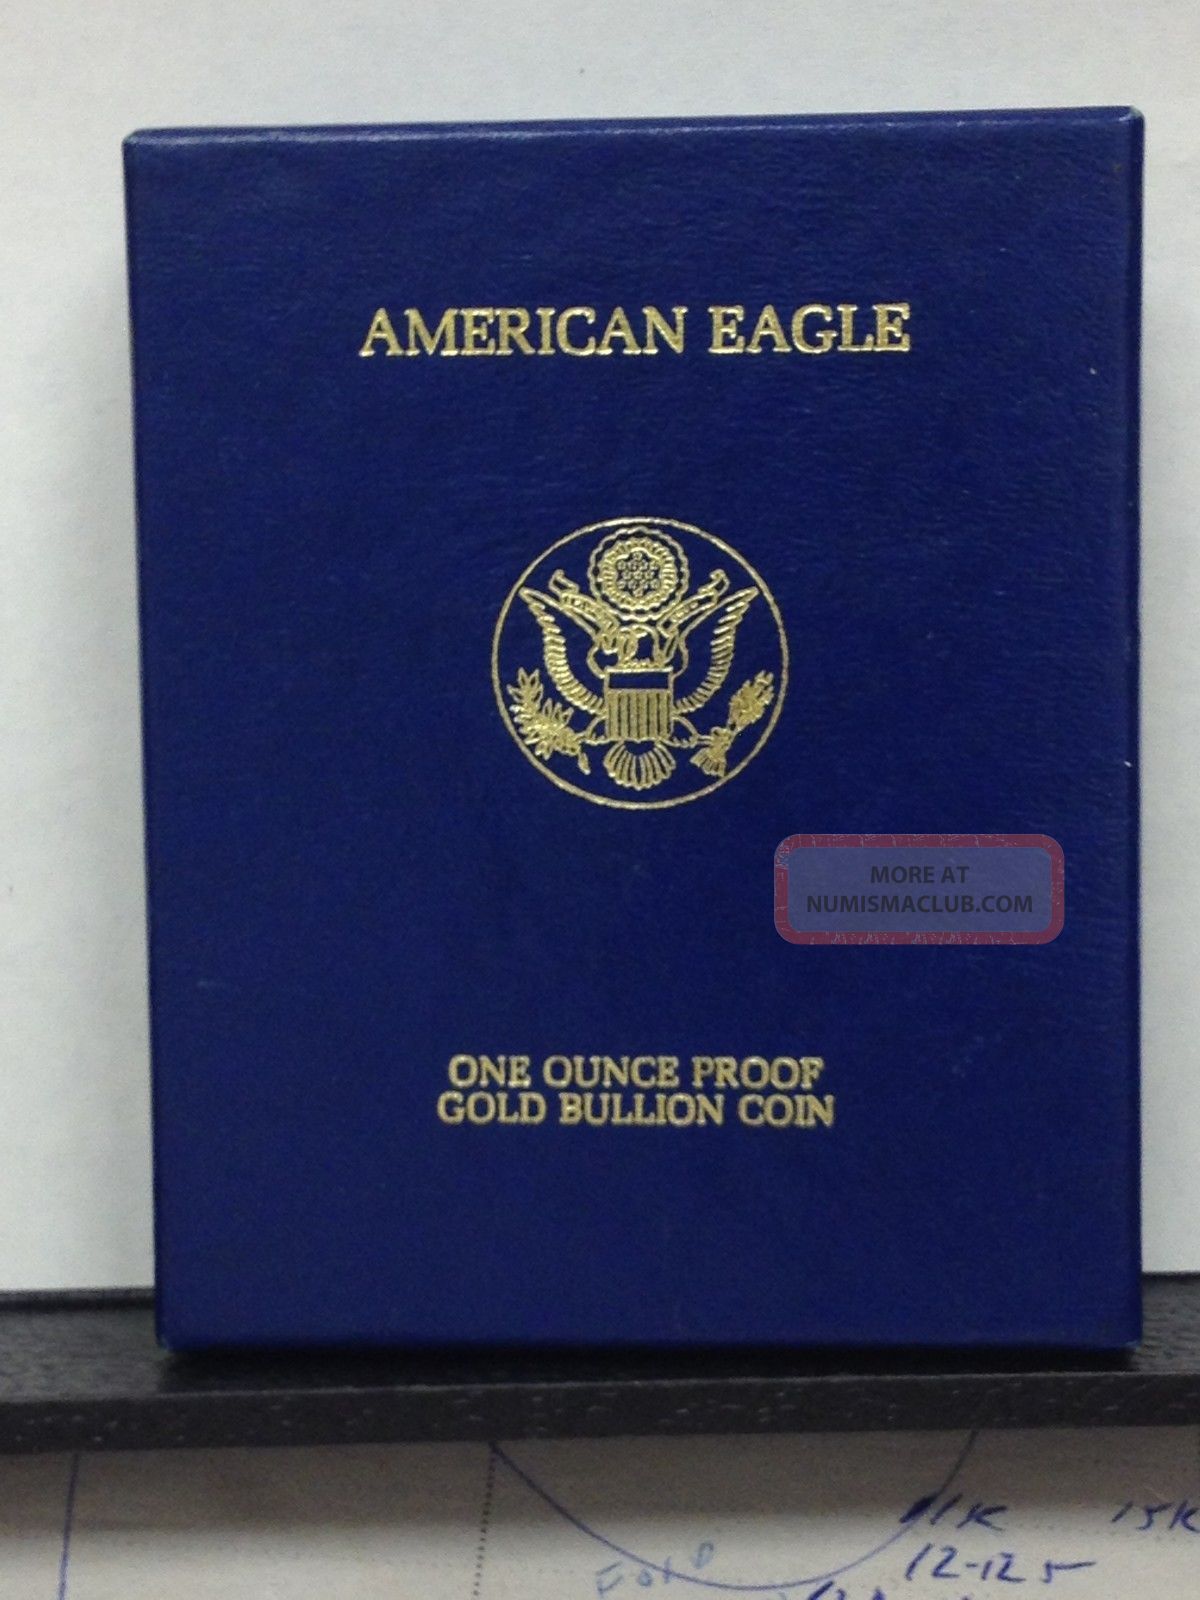 AMERICAN EAGLE
MORE AT
NUMISMACLUB.COM
ONE OUNCE PROOF
GOLD BULLION COIN
11K
15K
12-12 5